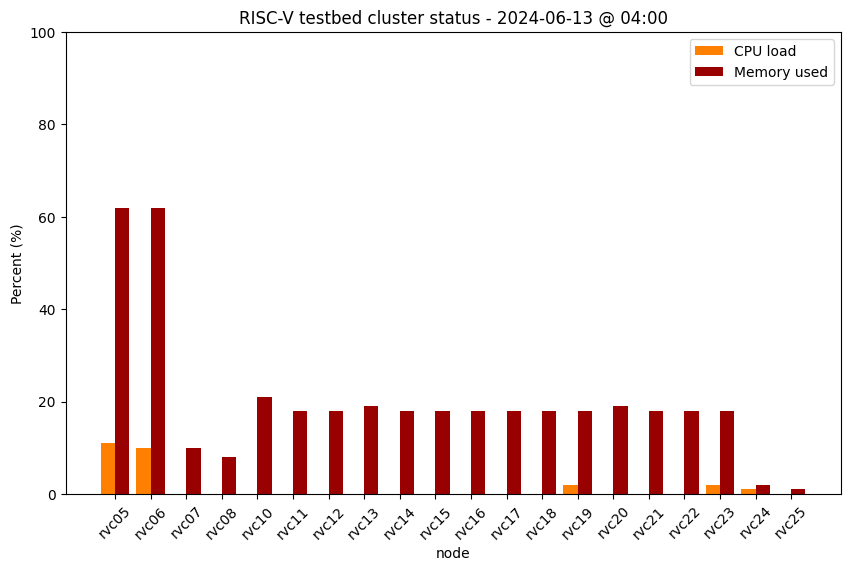 RISC-V testbed cluster status - 2024-06-13 @ 04:00
CPU load
Memory used
Percent (%)
100
80
60
40
20
0
rvc05
rvc06
rvc07
rvc08
rvc10
rvc11
rvc12
rvc13
rvc14
rvc15
rvc16
rvc17
rvc18
rvc19
rvc20
rvc21
rvc22
rvc23
rvc24
rvc25
node